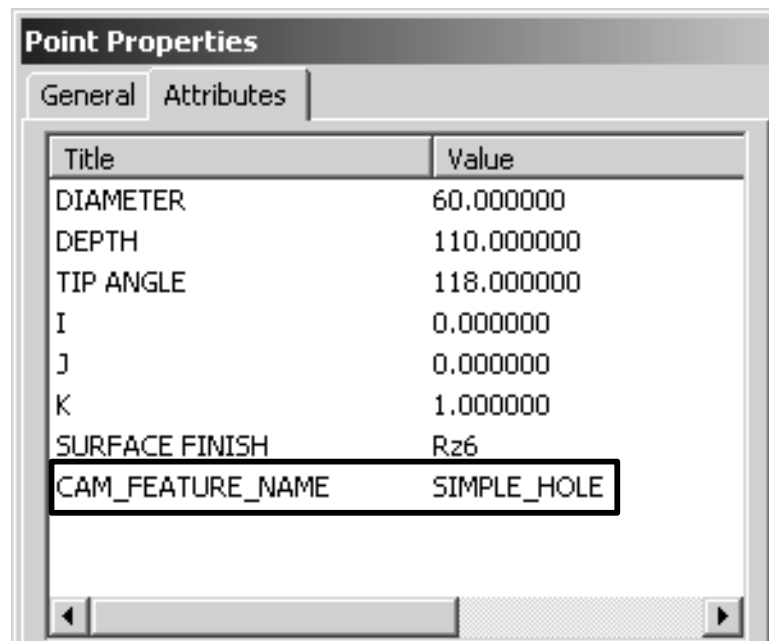 Point Properties
General Attributes
Title Value
DIAMETER 60.000000
DEPTH 110.000000
TIP ANGLE 118.000000
I 0.000000
J 0.000000
K 1.000000
SURFACE FINISH Rz6
CAM_FEATURE_NAME SIMPLE_HOLE